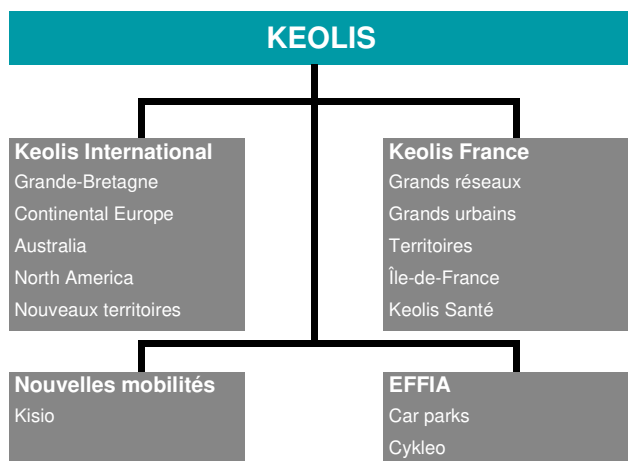 KEOLIS
Keolis International
Grande-Bretagne
Continental Europe
Australia
North America
Nouveaux territoires
Keolis France
Grands réseaux
Grands urbains
Territoires
Île-de-France
Keolis Santé
Nouvelles mobilités
Kisio
EFFIA
Car parks
Cykleo